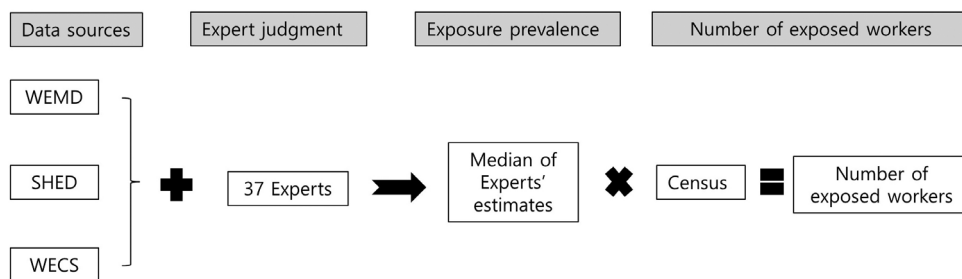 Data sources
Expert judgment
Exposure prevalence
Number of exposed workers
WEMD
SHED
WECS
37 Experts
Median of
Experts'
estimates
Census
Number of
exposed workers